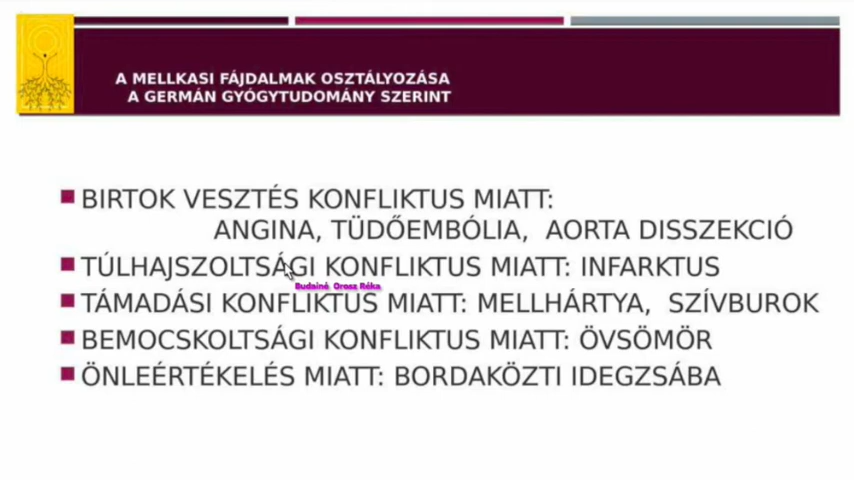 A MELLKASI FÁJDALMAK OSZTÁLYOZÁSA
A GERMÁN GYÓGYTUDOMÁNY SZERINT
BIRTOK VESZTÉS KONFLIKTUS MIATT:
ANGINA, TÜDŐEMBÓLIA, AORTA DISSZEKCIÓ
TÚLHAJSZOLTSÁGI KONFLIKTUS MIATT: INFARKTUS
Budainé Orosz Réka
TÁMADÁSI KONFLIKTUS MIATT: MELLHÁRTYA, SZÍVBUROK
BEMOCSKOLTSÁGI KONFLIKTUS MIATT: ÖVSÖMÖR
ÖNLEÉRTÉKELÉS MIATT: BORDAKÖZTI IDEGZSÁBA